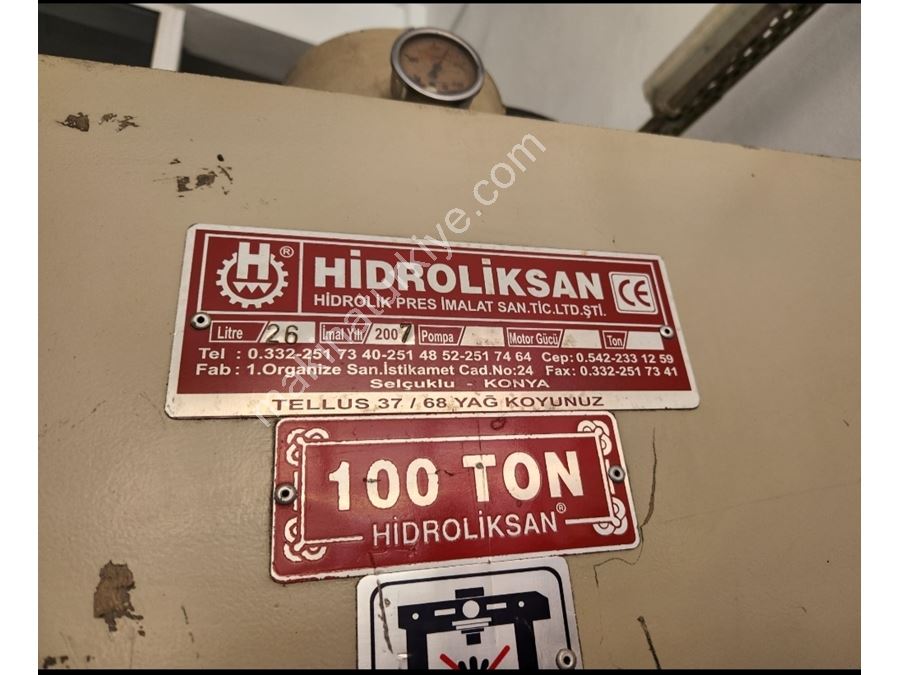 H ®
HİDROLİKSAN
HİDROLİK PRES İMALAT SAN.TİC.LTD.ŞTİ.
CE
Litre 26 İmal Yılı 2007 Pompa Motor Gücü Ton
Tel : 0.332-251 73 40-251 48 52-251 74 64 Cep: 0.542-233 12 59
Fab : 1.Organize San.İstikamet Cad.No:24 Fax: 0.332-251 73 41
Selçuklu - KONYA
TELLUS 37 / 68 YAĞ KOYUNUZ
100 TON
HİDROLİKSAN®
makinaturkiye.com